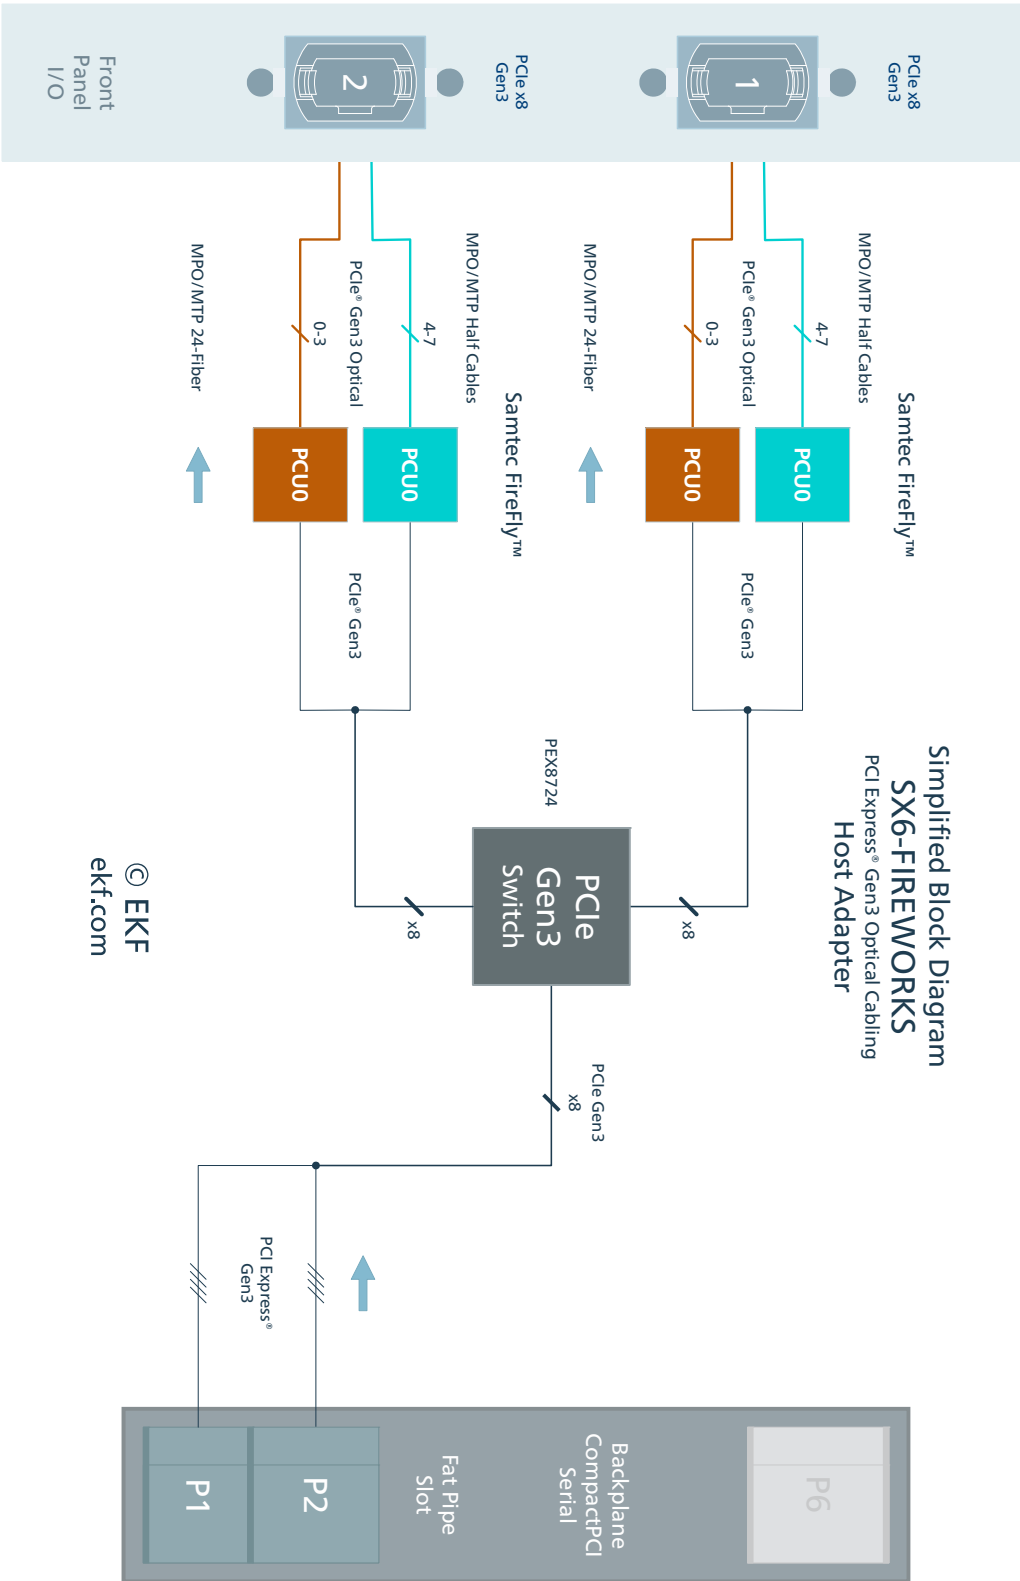 Simplified Block Diagram
SX6-FIREWORKS
PCI Express® Gen3 Optical Cabling
Host Adapter
PCIe x8
Gen3
1
MPO/MTP Half Cables
4-7
PCIe® Gen3 Optical
0-3
MPO/MTP 24-Fiber
Samtec FireFly™
PCU0
PCU0
PCIe® Gen3
PCIe x8
Gen3
2
MPO/MTP Half Cables
4-7
PCIe® Gen3 Optical
0-3
MPO/MTP 24-Fiber
Samtec FireFly™
PCU0
PCU0
PCIe® Gen3
Front
Panel
I/O
PEX8724
PCIe
Gen3
Switch
x8
x8
PCIe Gen3
x8
PCI Express®
Gen3
P6
Backplane
CompactPCI
Serial
Fat Pipe
Slot
P2
P1
© EKF
ekf.com